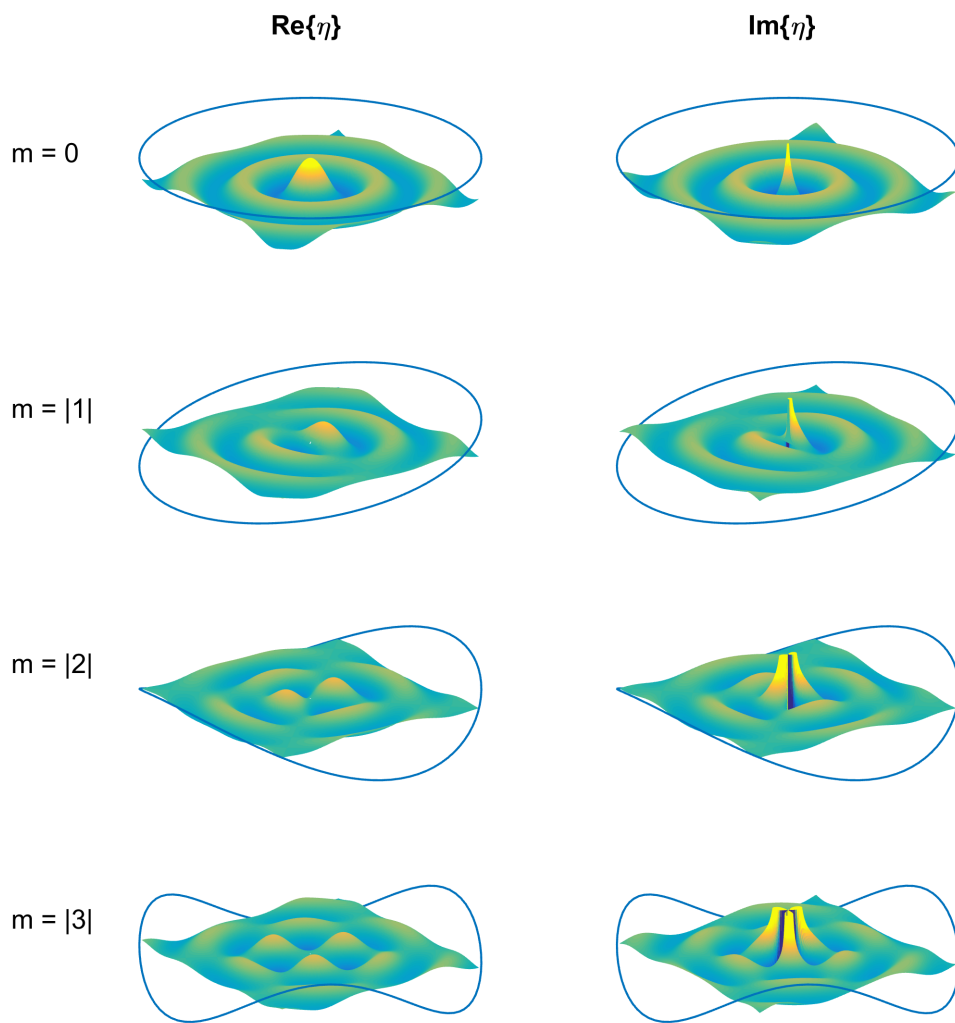 Re{η} Im{η}
m = 0
m = |1|
m = |2|
m = |3|